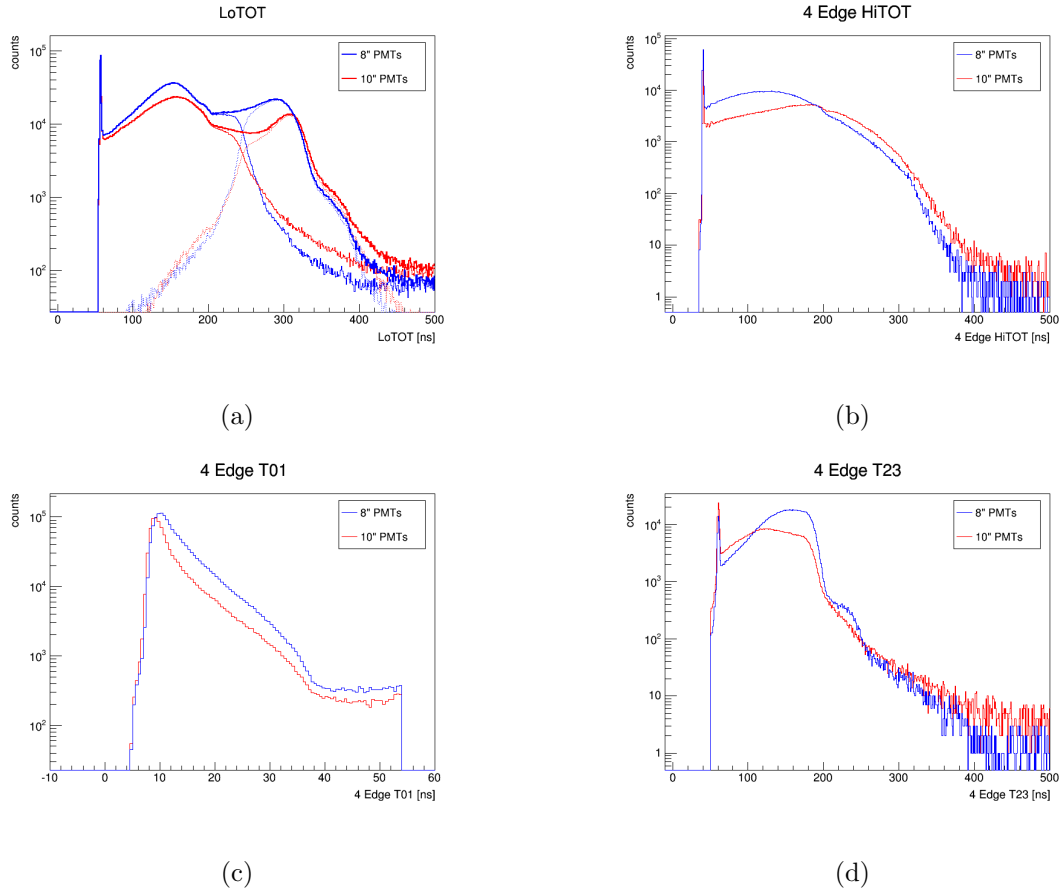 LoTOT
counts
8" PMTs
10" PMTs
10^5
10^4
10^3
10^2
0 100 200 300 400 500
LoTOT [ns]
(a)
4 Edge HiTOT
counts
8" PMTs
10" PMTs
10^5
10^4
10^3
10^2
10
1
0 100 200 300 400 500
4 Edge HiTOT [ns]
(b)
4 Edge T01
counts
8" PMTs
10" PMTs
10^5
10^4
10^3
10^2
-10 0 10 20 30 40 50 60
4 Edge T01 [ns]
(c)
4 Edge T23
counts
8" PMTs
10" PMTs
10^4
10^3
10^2
10
1
0 100 200 300 400 500
4 Edge T23 [ns]
(d)